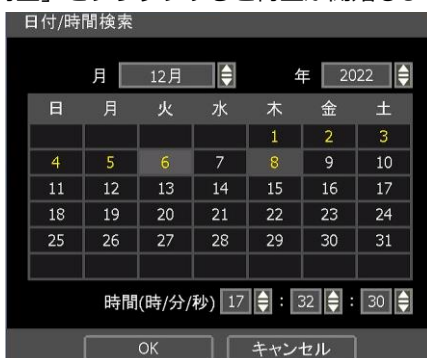 日付/時間検索
月 12月 年 2022
日 月 火 水 木 金 土
1 2 3
4 5 6 7 8 9 10
11 12 13 14 15 16 17
18 19 20 21 22 23 24
25 26 27 28 29 30 31
時間(時/分/秒) 17 : 32 : 30
OK キャンセル